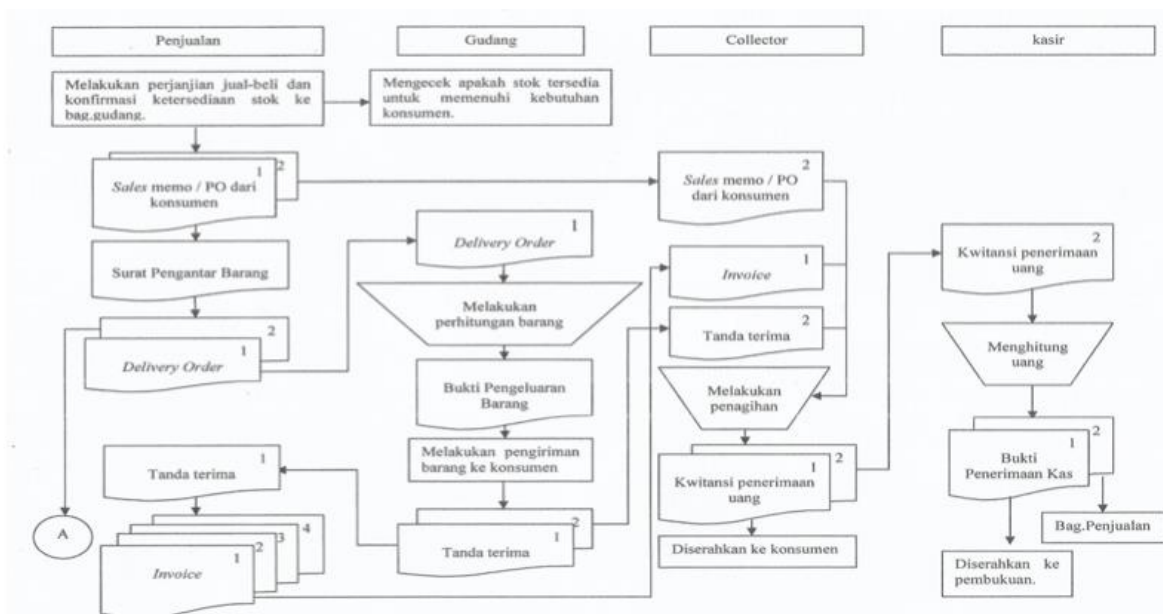 Penjualan
Gudang
Collector
kasir
Melakukan perjanjian jual-beli dan
konfirmasi ketersediaan stok ke
bag.gudang.
Mengecek apakah stok tersedia
untuk memenuhi kebutuhan
konsumen.
2
1
Sales memo / PO dari
konsumen
2
Sales memo / PO
dari konsumen
Surat Pengantar Barang
1
Delivery Order
1
Invoice
2
Kwitansi penerimaan
uang
2
1
Delivery Order
Melakukan
perhitungan barang
2
Tanda terima
Menghitung
uang
Bukti Pengeluaran
Barang
Melakukan
penagihan
1
Tanda terima
Melakukan pengiriman
barang ke konsumen
2
1
Kwitansi penerimaan
uang
2
1
Bukti
Penerimaan Kas
A
4
3
2
1
Invoice
2
1
Tanda terima
Diserahkan ke konsumen
Bag.Penjualan
Diserahkan ke
pembukuan.